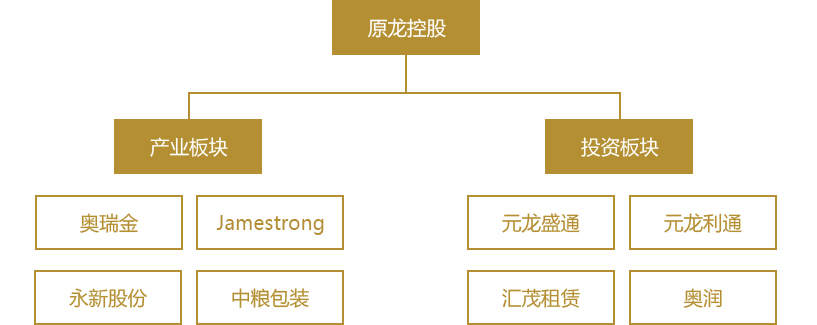 原龙控股
产业板块
投资板块
奥瑞金
Jamestrong
元龙盛通
元龙利通
永新股份
中粮包装
汇茂租赁
奥润